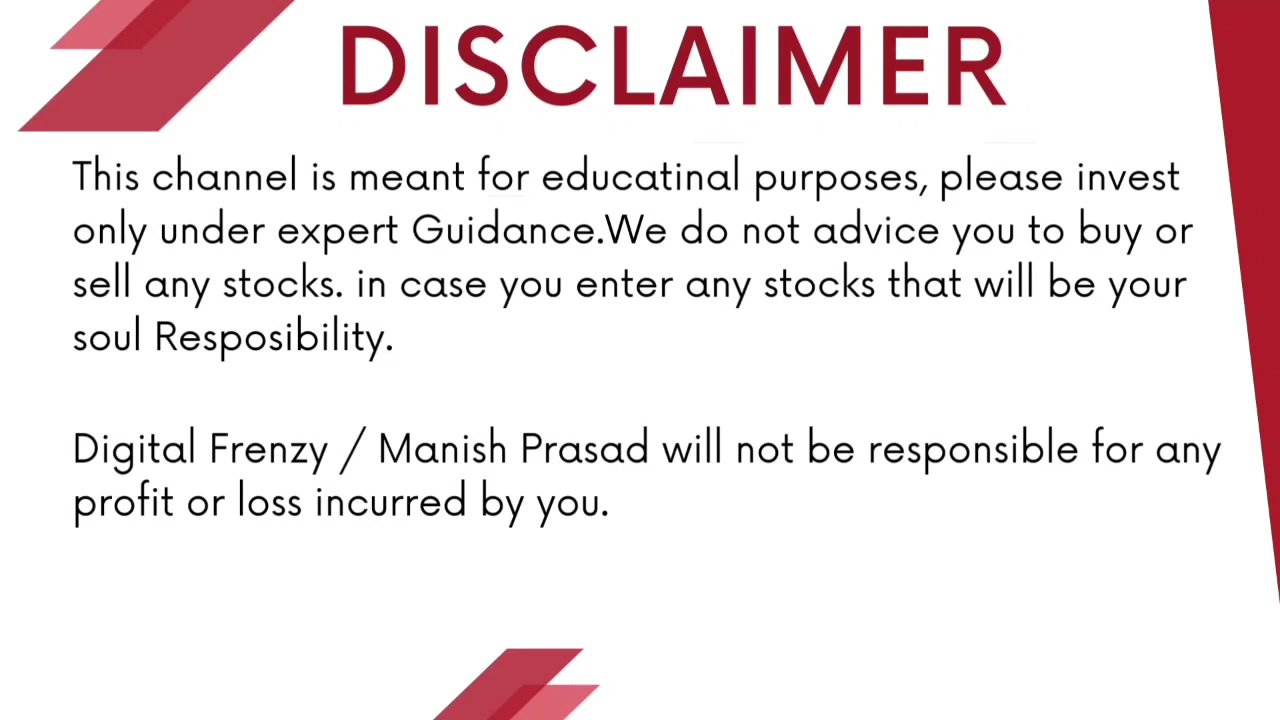 DISCLAIMER
This channel is meant for educatinal purposes, please invest
only under expert Guidance.We do not advice you to buy or
sell any stocks. in case you enter any stocks that will be your
soul Resposibility.
Digital Frenzy / Manish Prasad will not be responsible for any
profit or loss incurred by you.